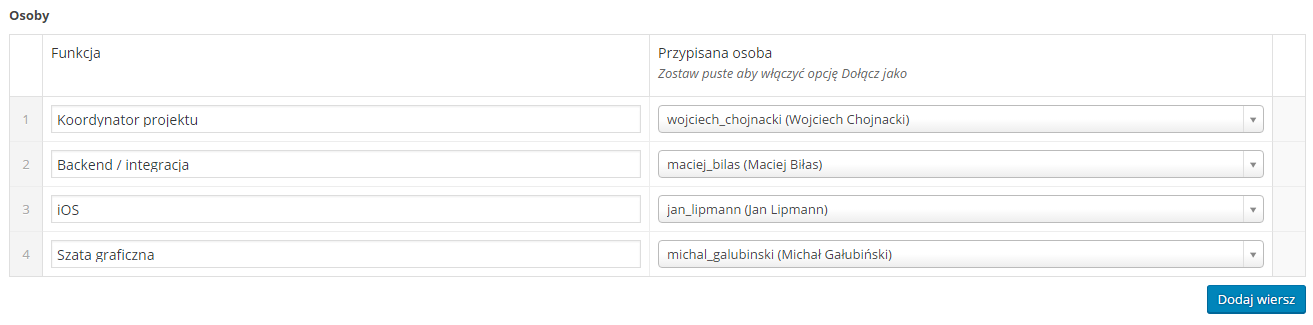 Osoby
Funkcja
Przypisana osoba
Zostaw puste aby włączyć opcję Dołącz jako
1 Koordynator projektu wojciech_chojnacki (Wojciech Chojnacki)
2 Backend / integracja maciej_bilas (Maciej Biłas)
3 iOS jan_lipmann (Jan Lipmann)
4 Szata graficzna michal_galubinski (Michał Gałubiński)
Dodaj wiersz